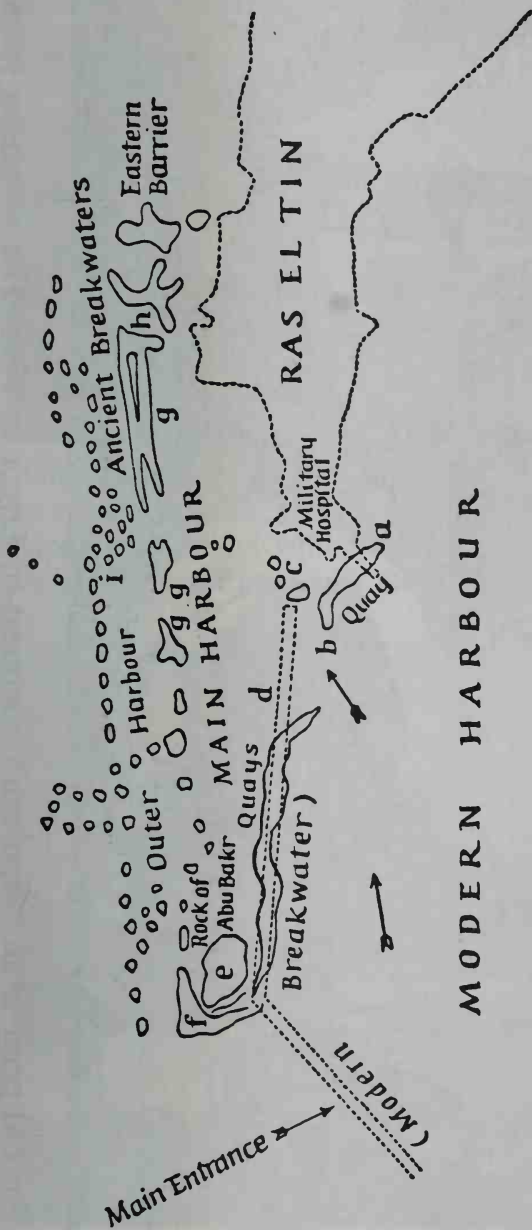 Eastern
Barrier
Ancient Breakwaters
h
g
i
Harbour
g g
Outer
MAIN HARBOUR
RAS EL TIN
Military
Hospital
C
a
Quay
b
d
Quays
Rock of
Abu Bakr
e
f
Breakwater)
(Modern
Main Entrance
MODERN HARBOUR